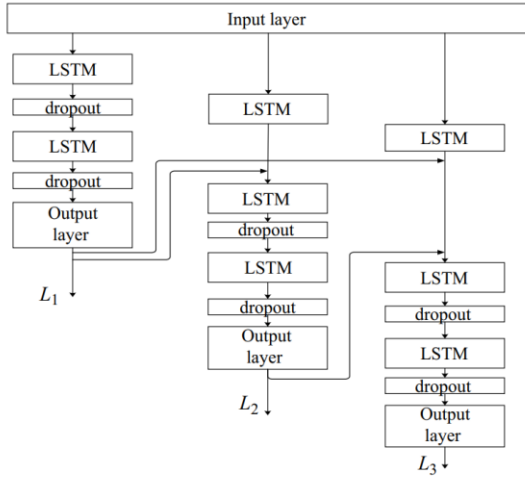 Input layer
LSTM
dropout
LSTM
dropout
Output
layer
L1
LSTM
LSTM
dropout
LSTM
dropout
Output
layer
L2
LSTM
LSTM
dropout
LSTM
dropout
Output
layer
L3